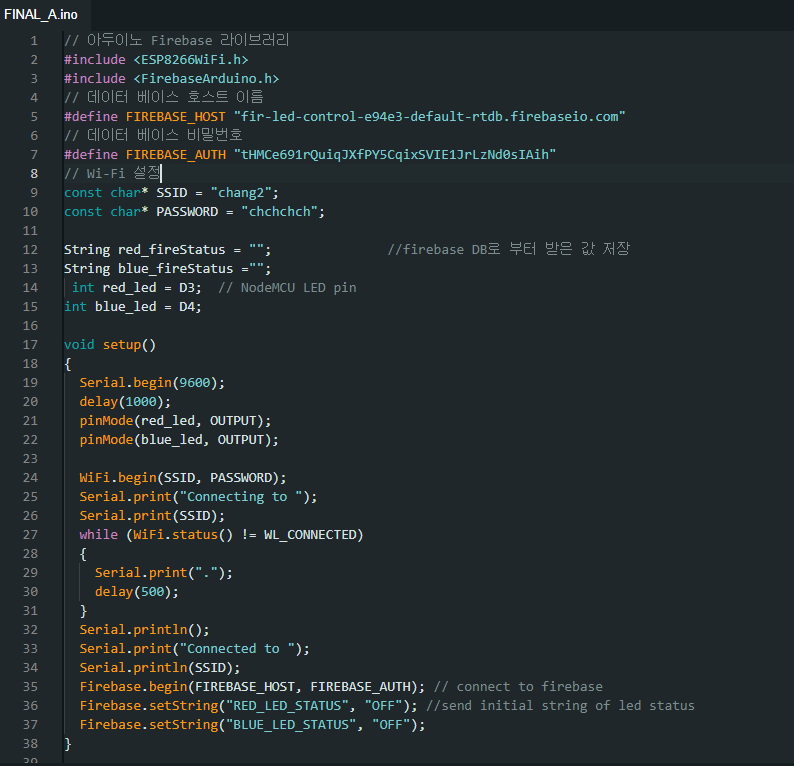 FINAL_A.ino
1 // 아두이노 Firebase 라이브러리
2 #include <ESP8266WiFi.h>
3 #include <FirebaseArduino.h>
4 // 데이터 베이스 호스트 이름
5 #define FIREBASE_HOST "fir-led-control-e94e3-default-rtdb.firebaseio.com"
6 // 데이터 베이스 비밀번호
7 #define FIREBASE_AUTH "tHMCe691rQuiqJXfPY5CqixSVIE1JrLzNd0sIAih"
8 // Wi-Fi 설정
9 const char* SSID = "chang2";
10 const char* PASSWORD = "chchchch";
11
12 String red_fireStatus = ""; //firebase DB로 부터 받은 값 저장
13 String blue_fireStatus ="";
14 int red_led = D3; // NodeMCU LED pin
15 int blue_led = D4;
16
17 void setup()
18 {
19 Serial.begin(9600);
20 delay(1000);
21 pinMode(red_led, OUTPUT);
22 pinMode(blue_led, OUTPUT);
23
24 WiFi.begin(SSID, PASSWORD);
25 Serial.print("Connecting to ");
26 Serial.print(SSID);
27 while (WiFi.status() != WL_CONNECTED)
28 {
29 Serial.print(".");
30 delay(500);
31 }
32 Serial.println();
33 Serial.print("Connected to ");
34 Serial.println(SSID);
35 Firebase.begin(FIREBASE_HOST, FIREBASE_AUTH); // connect to firebase
36 Firebase.setString("RED_LED_STATUS", "OFF"); //send initial string of led status
37 Firebase.setString("BLUE_LED_STATUS", "OFF");
38 }
39